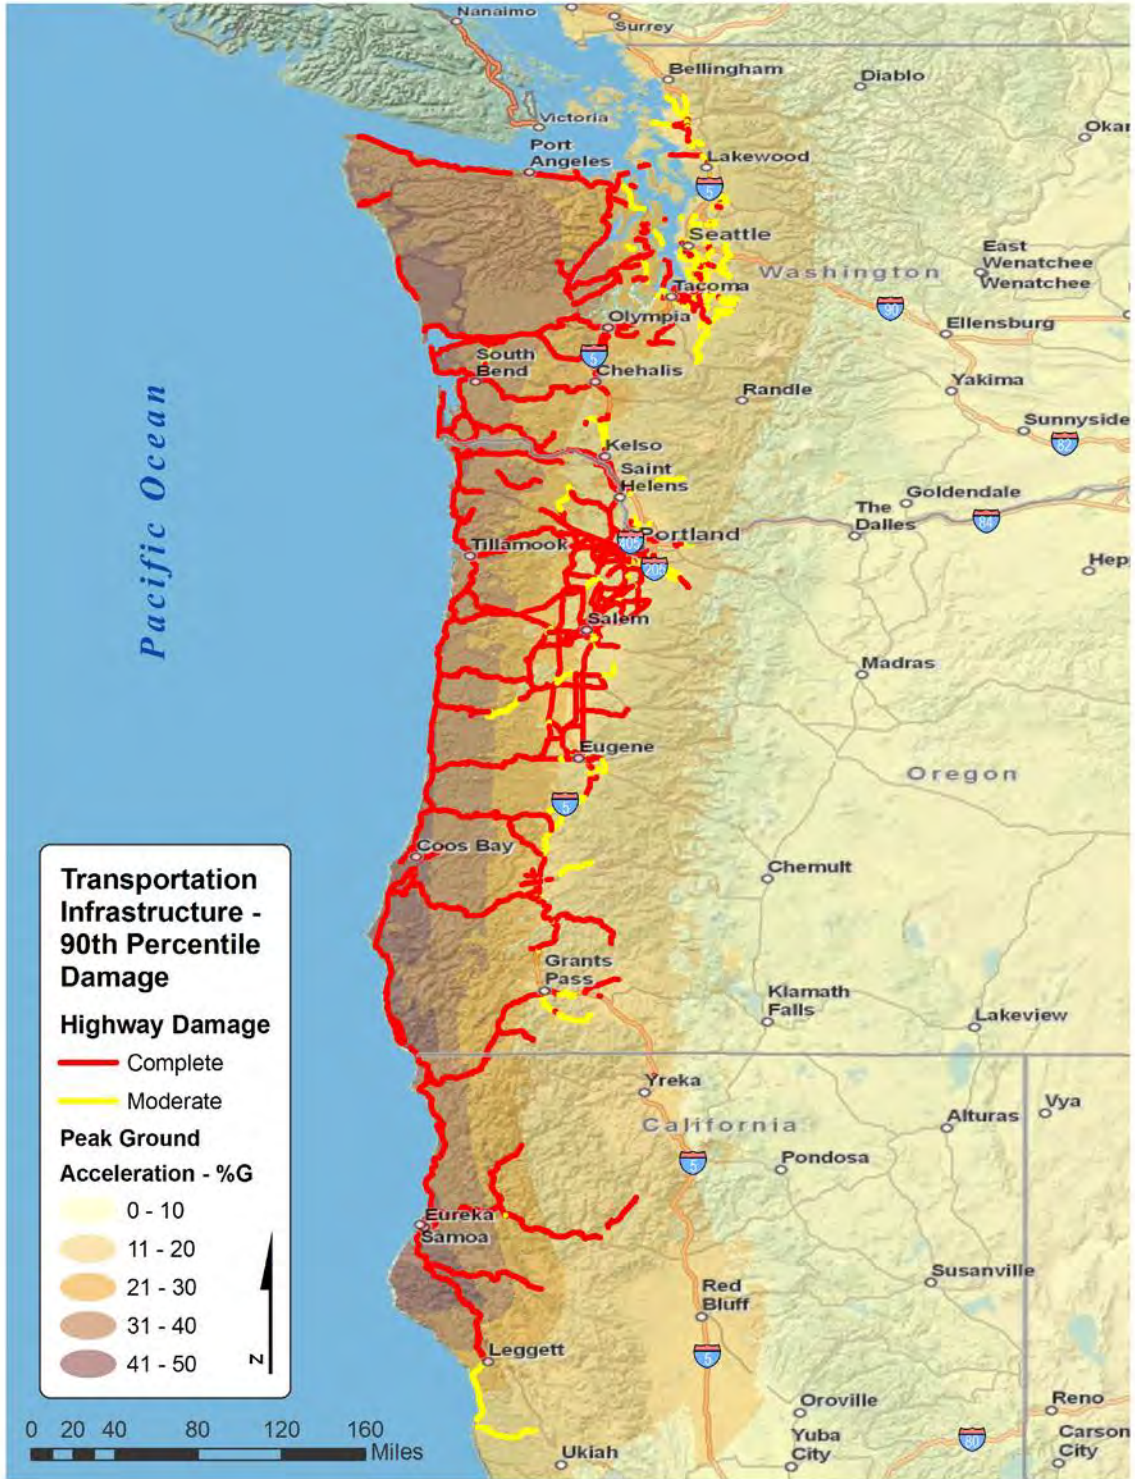 Nanaimo
Surrey
Bellingham
Diablo
Okar
Victoria
Port
Angeles
Lakewood
5
Seattle
East
Wenatchee
Wenatchee
Washington
Tacoma
90
Olympia
Ellensburg
5
South
Bend
Chehalis
Randle
Yakima
Sunnyside
82
Kelso
Saint
Helens
Goldendale
The
Dalles
84
Portland
405
Tillamook
205
Hepp
Pacific Ocean
Salem
Madras
Eugene
Oregon
5
Coos Bay
Chemult
Grants
Pass
Klamath
Falls
Lakeview
Yreka
Vya
Alturas
California
5
Pondosa
Eureka
Samoa
Susanville
Red
Bluff
Leggett
5
Oroville
Reno
Yuba
City
80
Carson
City
Ukiah
Transportation
Infrastructure -
90th Percentile
Damage
Highway Damage
Complete
Moderate
Peak Ground
Acceleration - %G
0 - 10
11 - 20
21 - 30
31 - 40
41 - 50
N
0 20 40 80 120 160
Miles